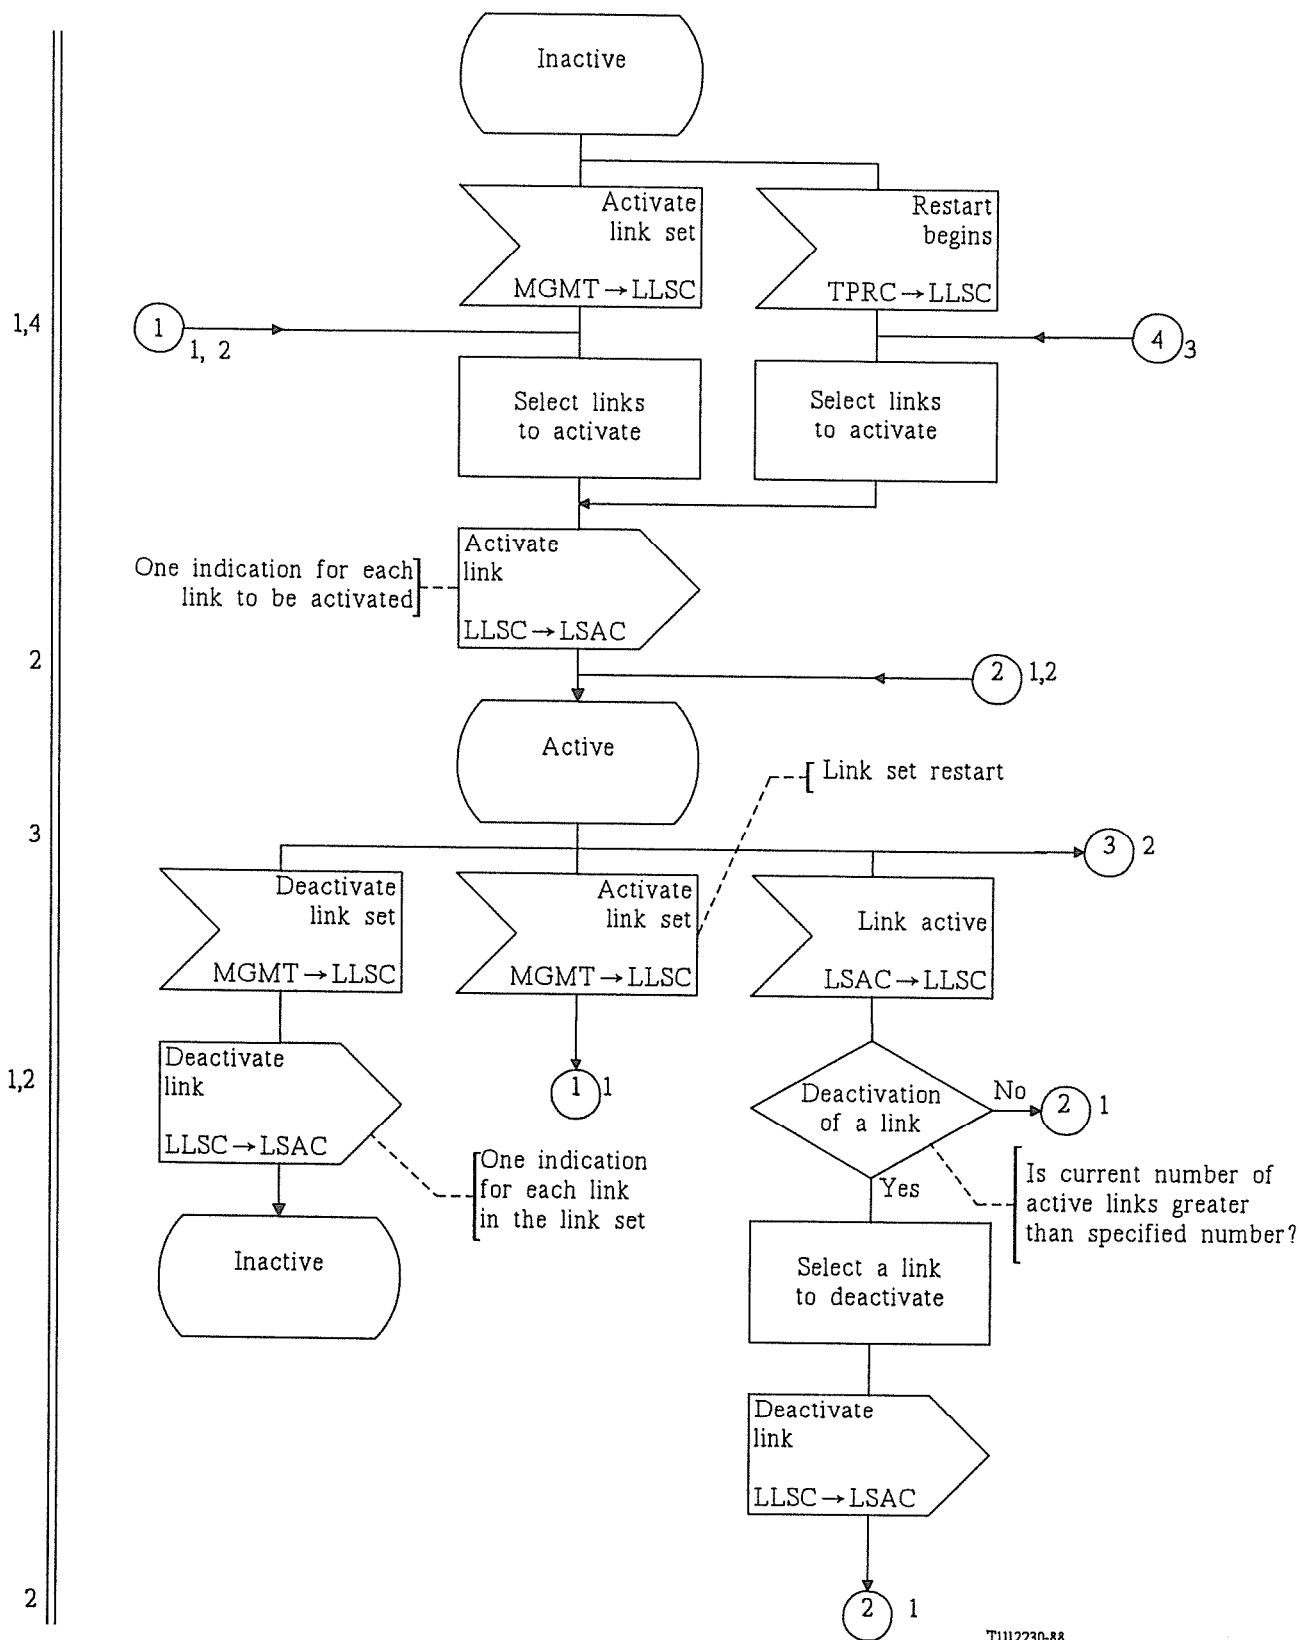 Inactive
Activate
link set
MGMT → LLSC
Restart
begins
TPRC → LLSC
1,4
1
1, 2
4
3
Select links
to activate
Select links
to activate
One indication for each
link to be activated
Activate
link
LLSC → LSAC
2
2
1,2
Active
Link set restart
3
3
2
Deactivate
link set
MGMT → LLSC
Activate
link set
MGMT → LLSC
Link active
LSAC → LLSC
1,2
Deactivate
link
LLSC → LSAC
1
1
Deactivation
of a link
No
2
1
Yes
One indication
for each link
in the link set
Is current number of
active links greater
than specified number?
Inactive
Select a link
to deactivate
Deactivate
link
LLSC → LSAC
2
2
1
T1112230-88